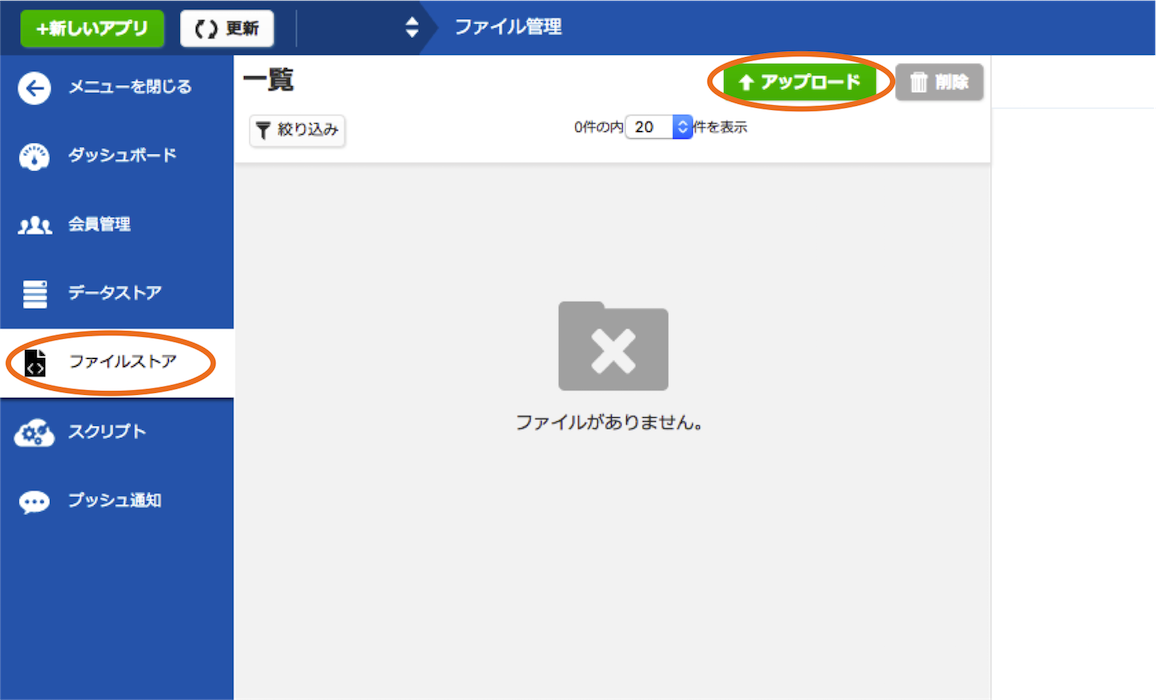 +新しいアプリ
更新
ファイル管理
メニューを閉じる
ダッシュボード
会員管理
データストア
ファイルストア
スクリプト
プッシュ通知
一覧
アップロード
削除
絞り込み
0件の内 20 件を表示
ファイルがありません。